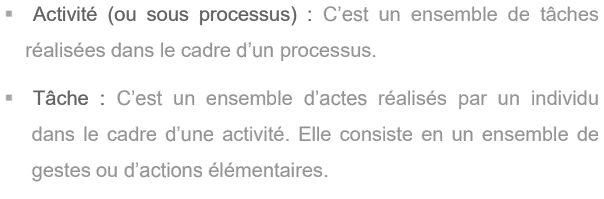 ▪ Activité (ou sous processus) : C’est un ensemble de tâches
réalisées dans le cadre d’un processus.
▪ Tâche : C’est un ensemble d’actes réalisés par un individu
dans le cadre d’une activité. Elle consiste en un ensemble de
gestes ou d’actions élémentaires.